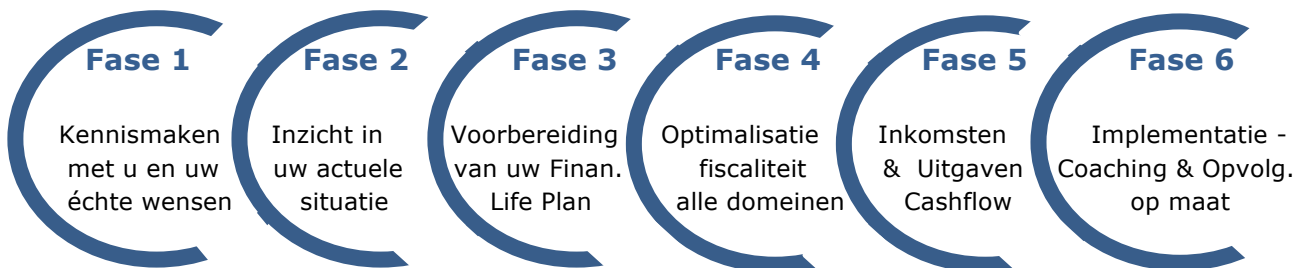 Fase 1
Kennismaken
met u en uw
échte wensen
Fase 2
Inzicht in
uw actuele
situatie
Fase 3
Voorbereiding
van uw Finan.
Life Plan
Fase 4
Optimalisatie
fiscaliteit
alle domeinen
Fase 5
Inkomsten
& Uitgaven
Cashflow
Fase 6
Implementatie -
Coaching & Opvolg.
op maat